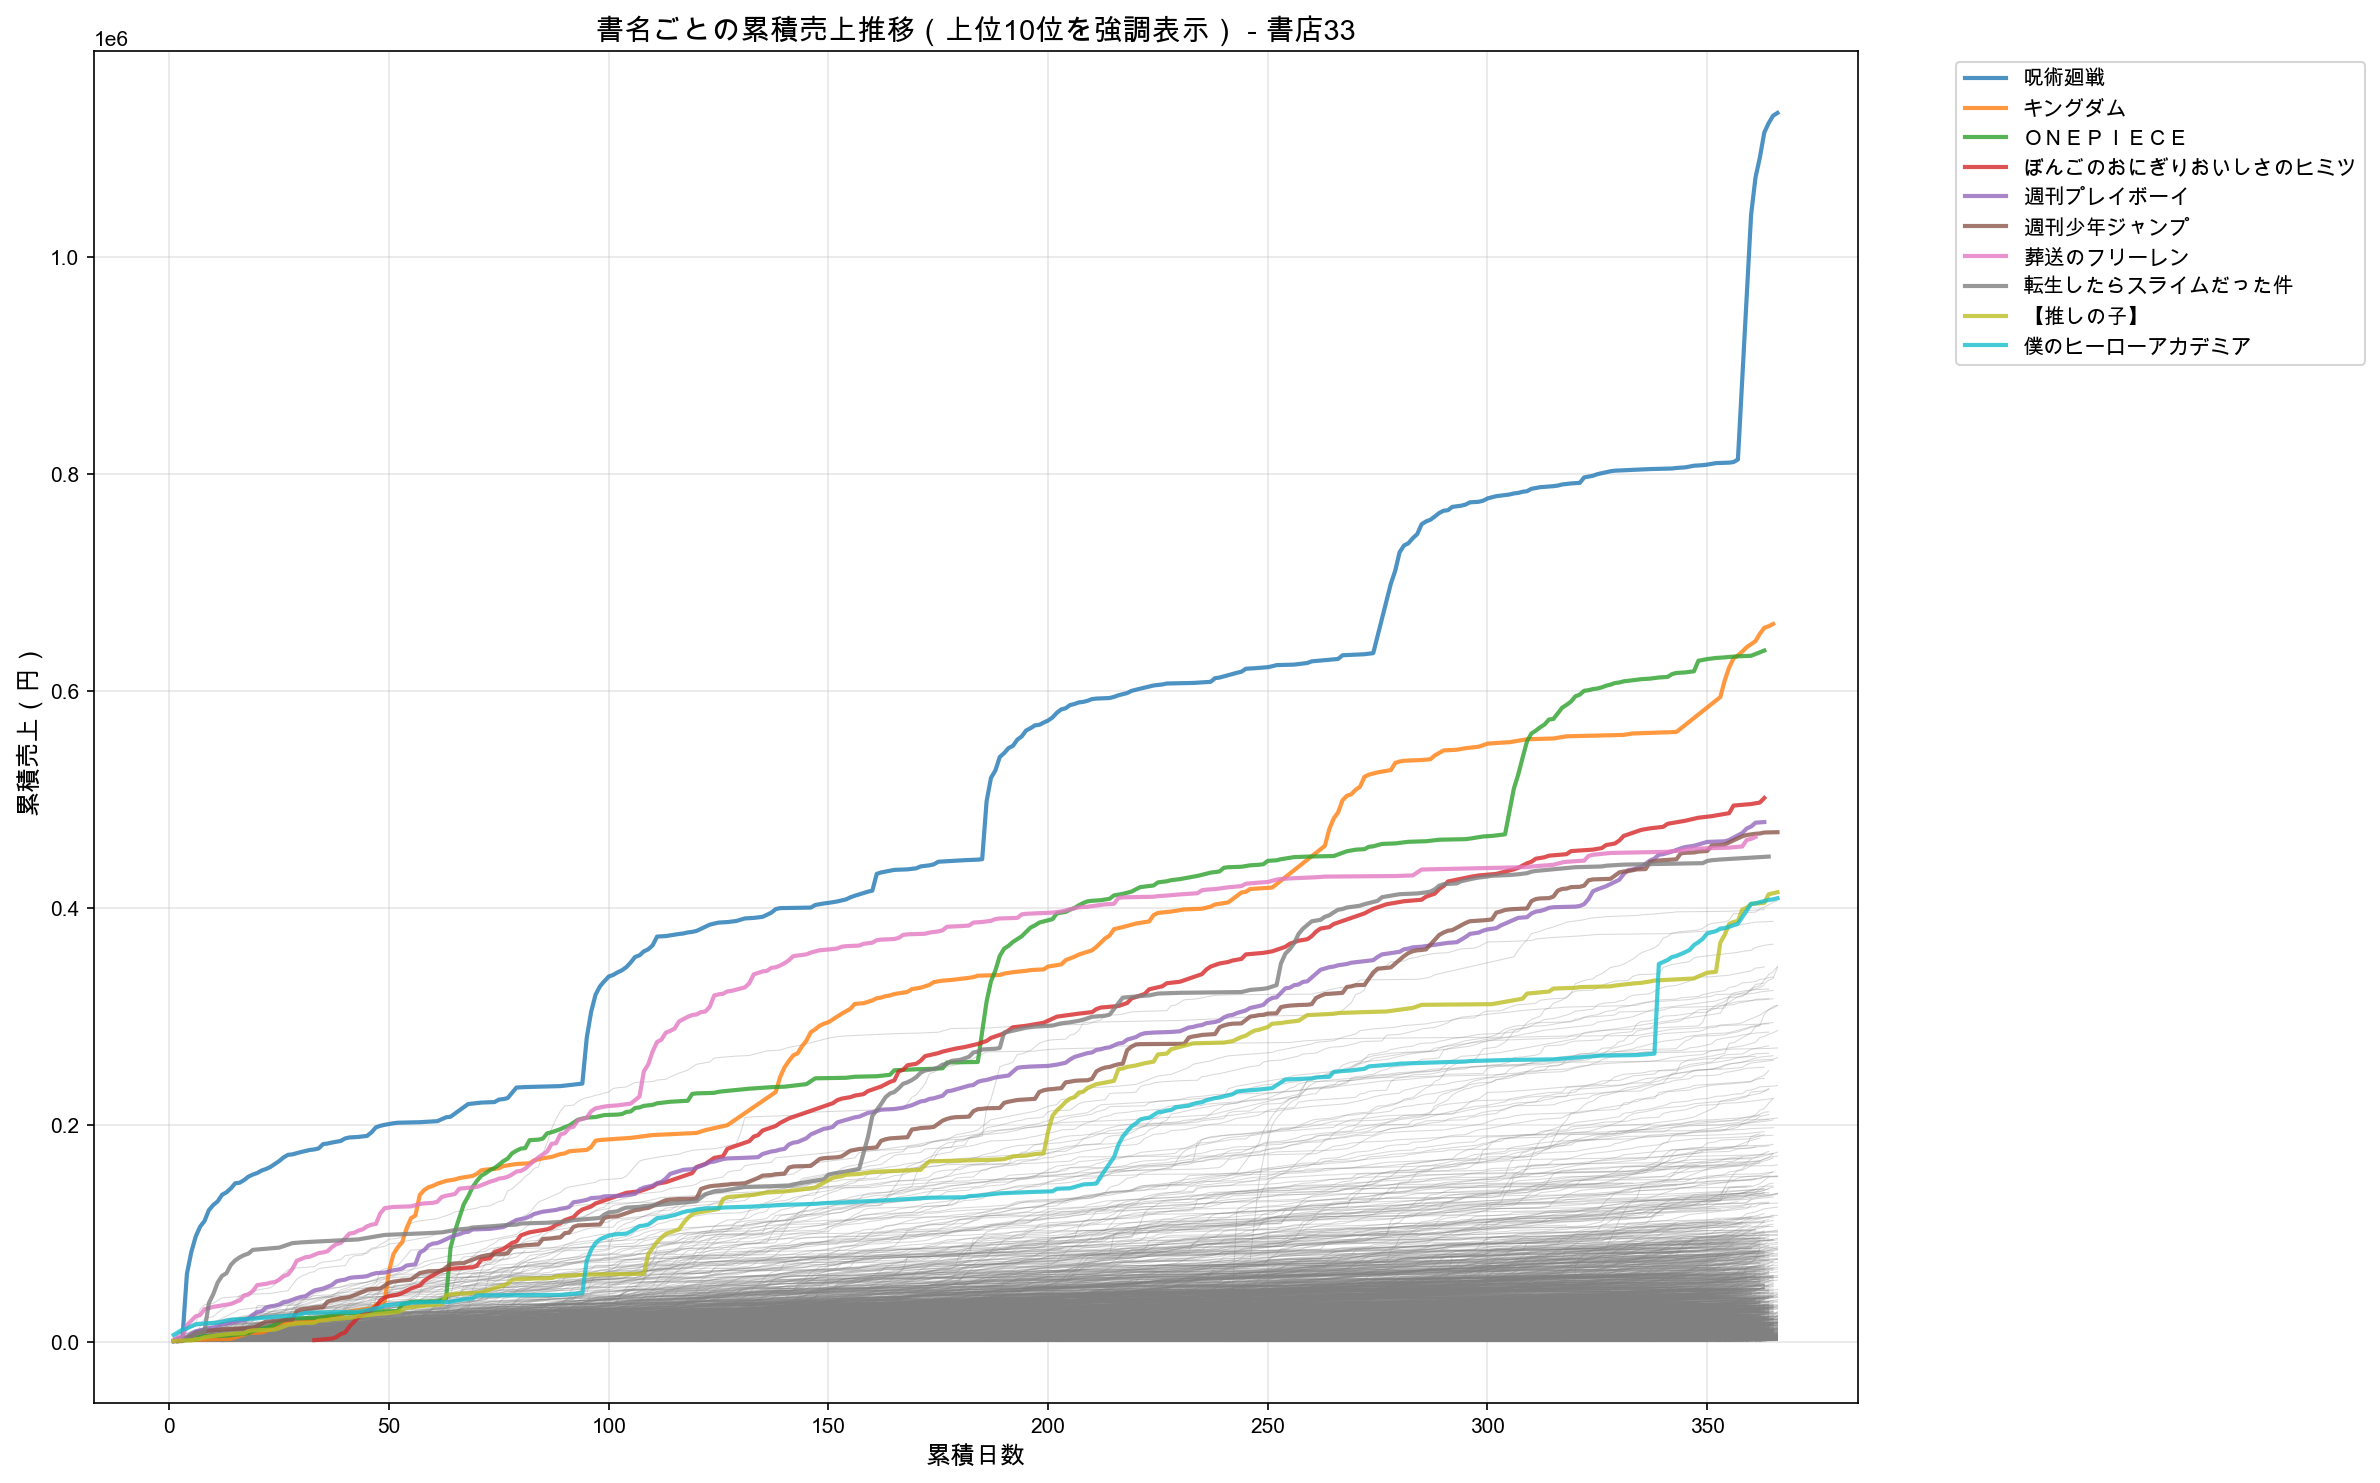 書名ごとの累積売上推移（上位10位を強調表示） - 書店33
1e6
1.0
0.8
0.6
0.4
0.2
0.0
累積売上（円）
0
50
100
150
200
250
300
350
累積日数
呪術廻戦
キングダム
ＯＮＥＰＩＥＣＥ
ぼんごのおにぎりおいしさのヒミツ
週刊プレイボーイ
週刊少年ジャンプ
葬送のフリーレン
転生したらスライムだった件
【推しの子】
僕のヒーローアカデミア